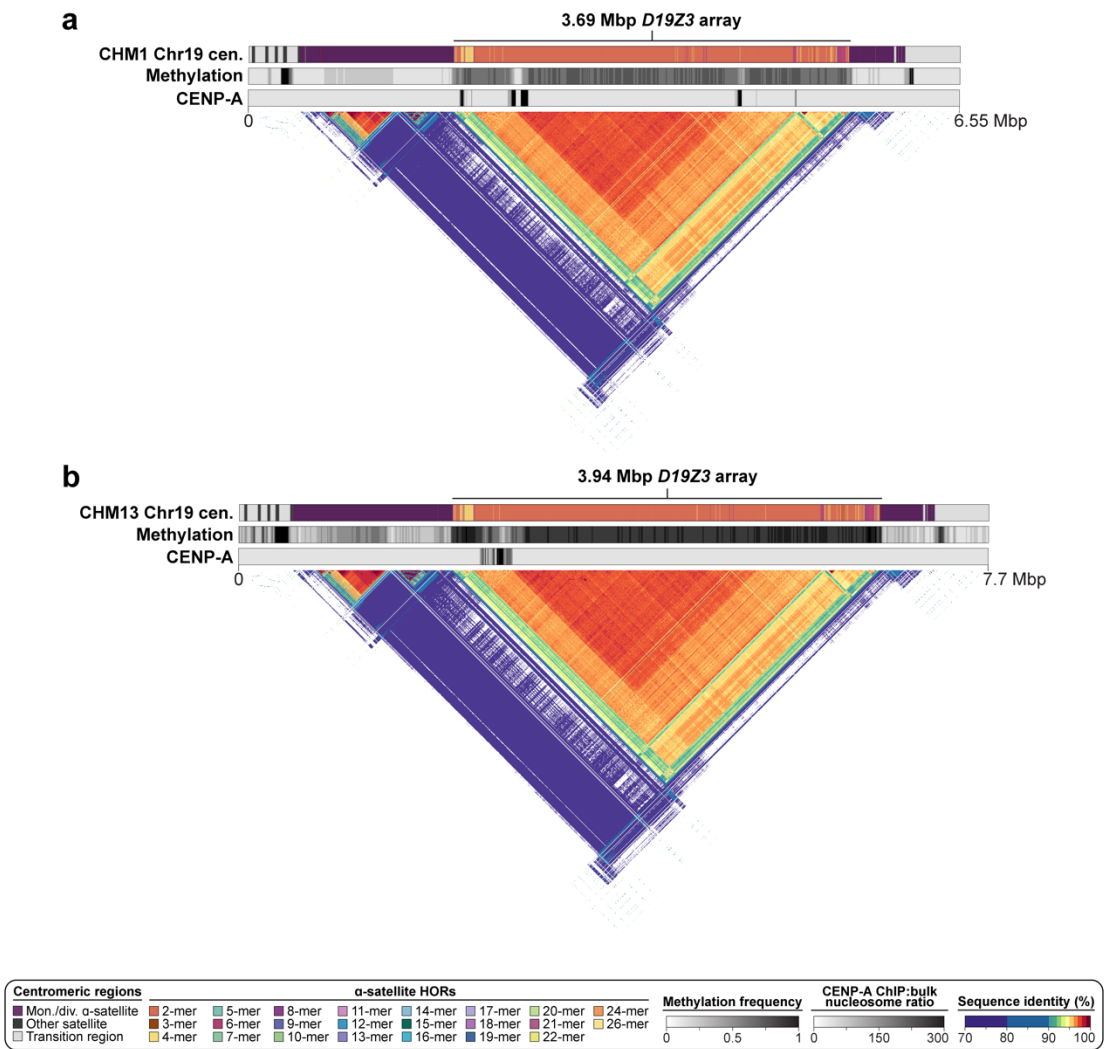 a
3.69 Mbp D19Z3 array
CHM1 Chr19 cen.
Methylation
CENP-A
0
6.55 Mbp
b
3.94 Mbp D19Z3 array
CHM13 Chr19 cen.
Methylation
CENP-A
0
7.7 Mbp
Centromeric regions
Mon./div. α-satellite
Other satellite
Transition region
α-satellite HORs
2-mer 5-mer 8-mer 11-mer 14-mer 17-mer 20-mer 24-mer
3-mer 6-mer 9-mer 12-mer 15-mer 18-mer 21-mer 26-mer
4-mer 7-mer 10-mer 13-mer 16-mer 19-mer 22-mer
Methylation frequency
0 0.5 1
CENP-A ChIP:bulk
nucleosome ratio
0 150 300
Sequence identity (%)
70 80 90 100